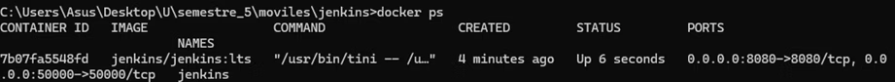 C:\Users\Asus\Desktop\U\semestre_5\moviles\jenkins>docker ps
CONTAINER ID   IMAGE                 COMMAND                  CREATED         STATUS         PORTS
                       NAMES
7b07fa5548fd   jenkins/jenkins:lts   "/usr/bin/tini -- /u…"   4 minutes ago   Up 6 seconds   0.0.0.0:8080->8080/tcp, 0.0
.0.0:50000->50000/tcp   jenkins